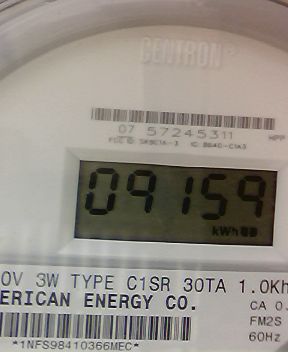 CENTRON®
07 57245311
09159
kWh
0V 3W TYPE C1SR 30TA 1.0Kh
ERICAN ENERGY CO.
CA 0.
FM2S
60Hz
*1NFS98410366MEC*